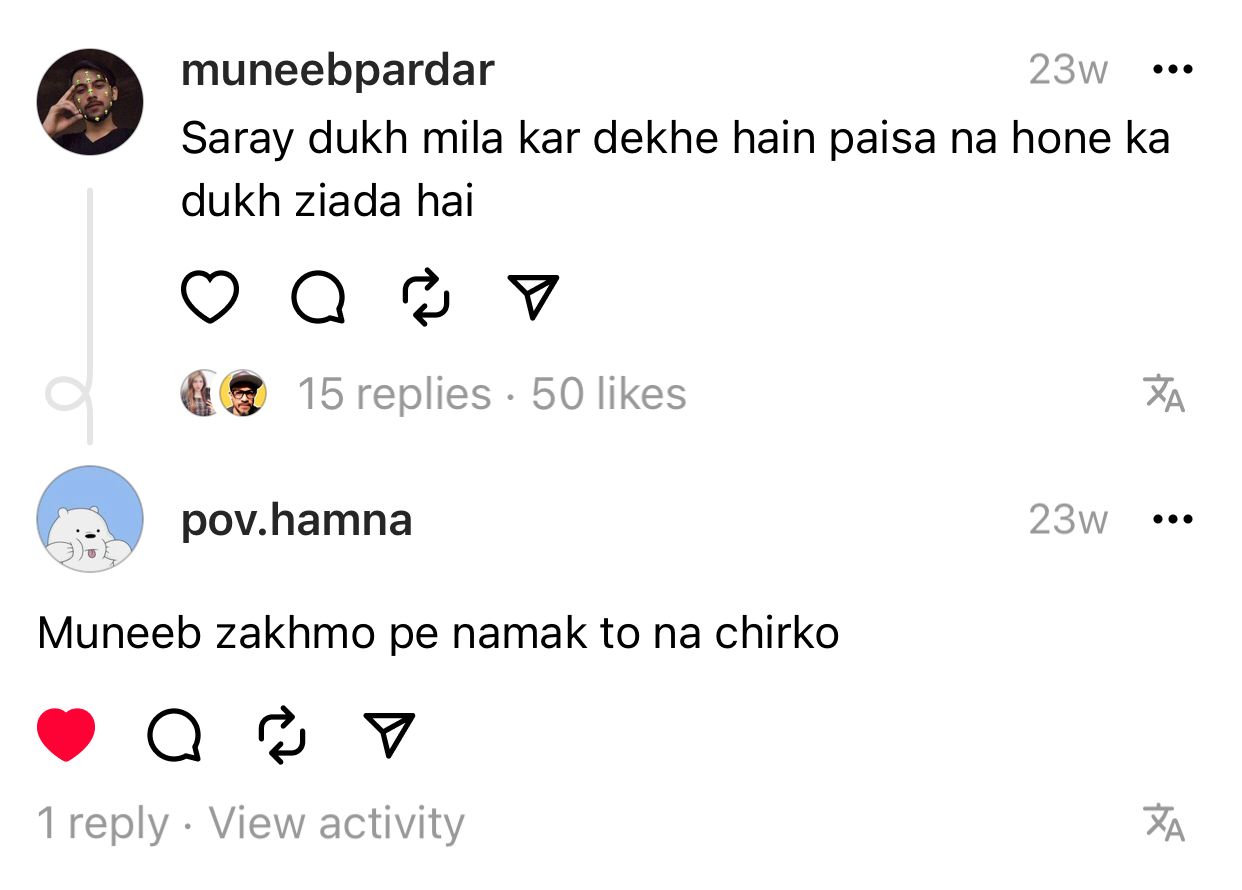 muneebpardar 23w
Saray dukh mila kar dekhe hain paisa na hone ka
dukh ziada hai
15 replies · 50 likes
pov.hamna 23w
Muneeb zakhmo pe namak to na chirko
1 reply · View activity